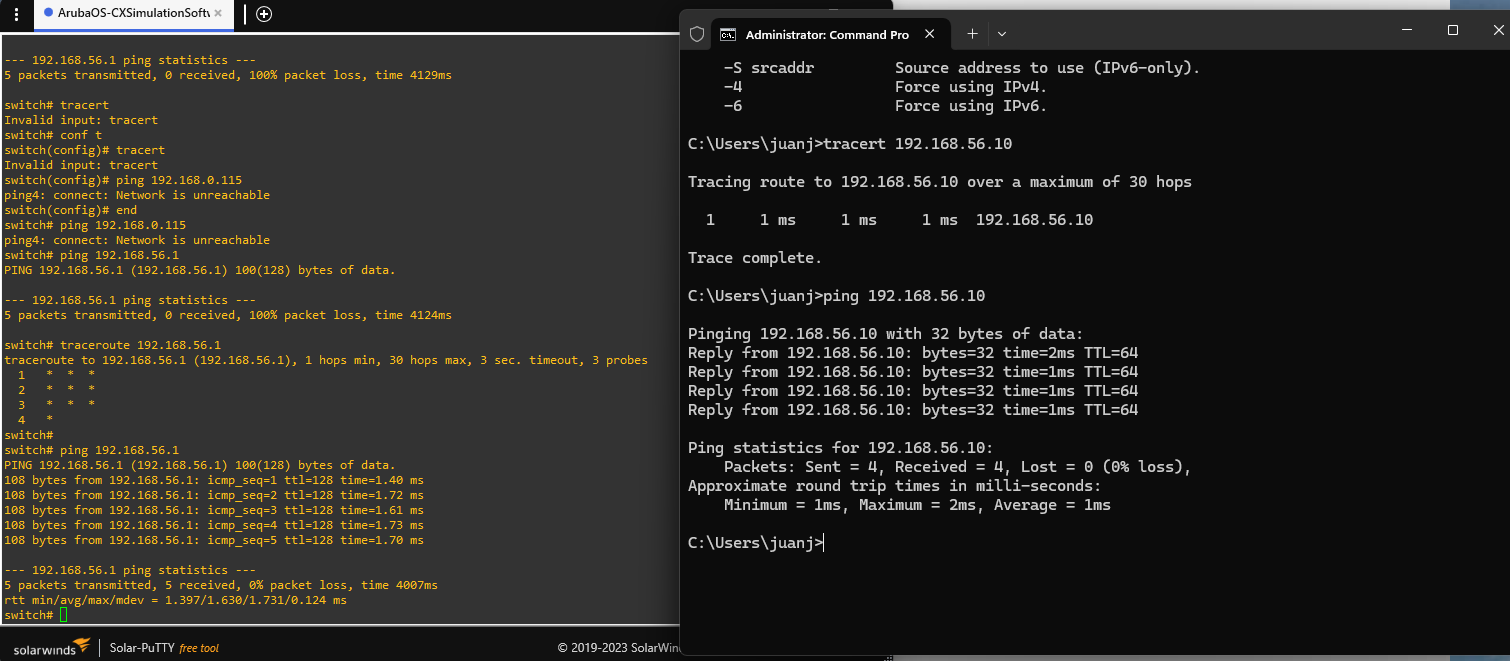 ArubaOS-CXSimulationSoftw
--- 192.168.56.1 ping statistics ---
5 packets transmitted, 0 received, 100% packet loss, time 4129ms
switch# tracert
Invalid input: tracert
switch# conf t
switch(config)# tracert
Invalid input: tracert
switch(config)# ping 192.168.0.115
ping4: connect: Network is unreachable
switch(config)# end
switch# ping 192.168.0.115
ping4: connect: Network is unreachable
switch# ping 192.168.56.1
PING 192.168.56.1 (192.168.56.1) 100(128) bytes of data.
--- 192.168.56.1 ping statistics ---
5 packets transmitted, 0 received, 100% packet loss, time 4124ms
switch# traceroute 192.168.56.1
traceroute to 192.168.56.1 (192.168.56.1), 1 hops min, 30 hops max, 3 sec. timeout, 3 probes
1 * * *
2 * * *
3 * * *
4 *
switch#
switch# ping 192.168.56.1
PING 192.168.56.1 (192.168.56.1) 100(128) bytes of data.
108 bytes from 192.168.56.1: icmp_seq=1 ttl=128 time=1.40 ms
108 bytes from 192.168.56.1: icmp_seq=2 ttl=128 time=1.72 ms
108 bytes from 192.168.56.1: icmp_seq=3 ttl=128 time=1.61 ms
108 bytes from 192.168.56.1: icmp_seq=4 ttl=128 time=1.73 ms
108 bytes from 192.168.56.1: icmp_seq=5 ttl=128 time=1.70 ms
--- 192.168.56.1 ping statistics ---
5 packets transmitted, 5 received, 0% packet loss, time 4007ms
rtt min/avg/max/mdev = 1.397/1.630/1.731/0.124 ms
switch#
solarwinds Solar-PuTTY free tool © 2019-2023 SolarWin
Administrator: Command Pro
-S srcaddr Source address to use (IPv6-only).
-4 Force using IPv4.
-6 Force using IPv6.
C:\Users\juanj>tracert 192.168.56.10
Tracing route to 192.168.56.10 over a maximum of 30 hops
1 1 ms 1 ms 1 ms 192.168.56.10
Trace complete.
C:\Users\juanj>ping 192.168.56.10
Pinging 192.168.56.10 with 32 bytes of data:
Reply from 192.168.56.10: bytes=32 time=2ms TTL=64
Reply from 192.168.56.10: bytes=32 time=1ms TTL=64
Reply from 192.168.56.10: bytes=32 time=1ms TTL=64
Reply from 192.168.56.10: bytes=32 time=1ms TTL=64
Ping statistics for 192.168.56.10:
Packets: Sent = 4, Received = 4, Lost = 0 (0% loss),
Approximate round trip times in milli-seconds:
Minimum = 1ms, Maximum = 2ms, Average = 1ms
C:\Users\juanj>